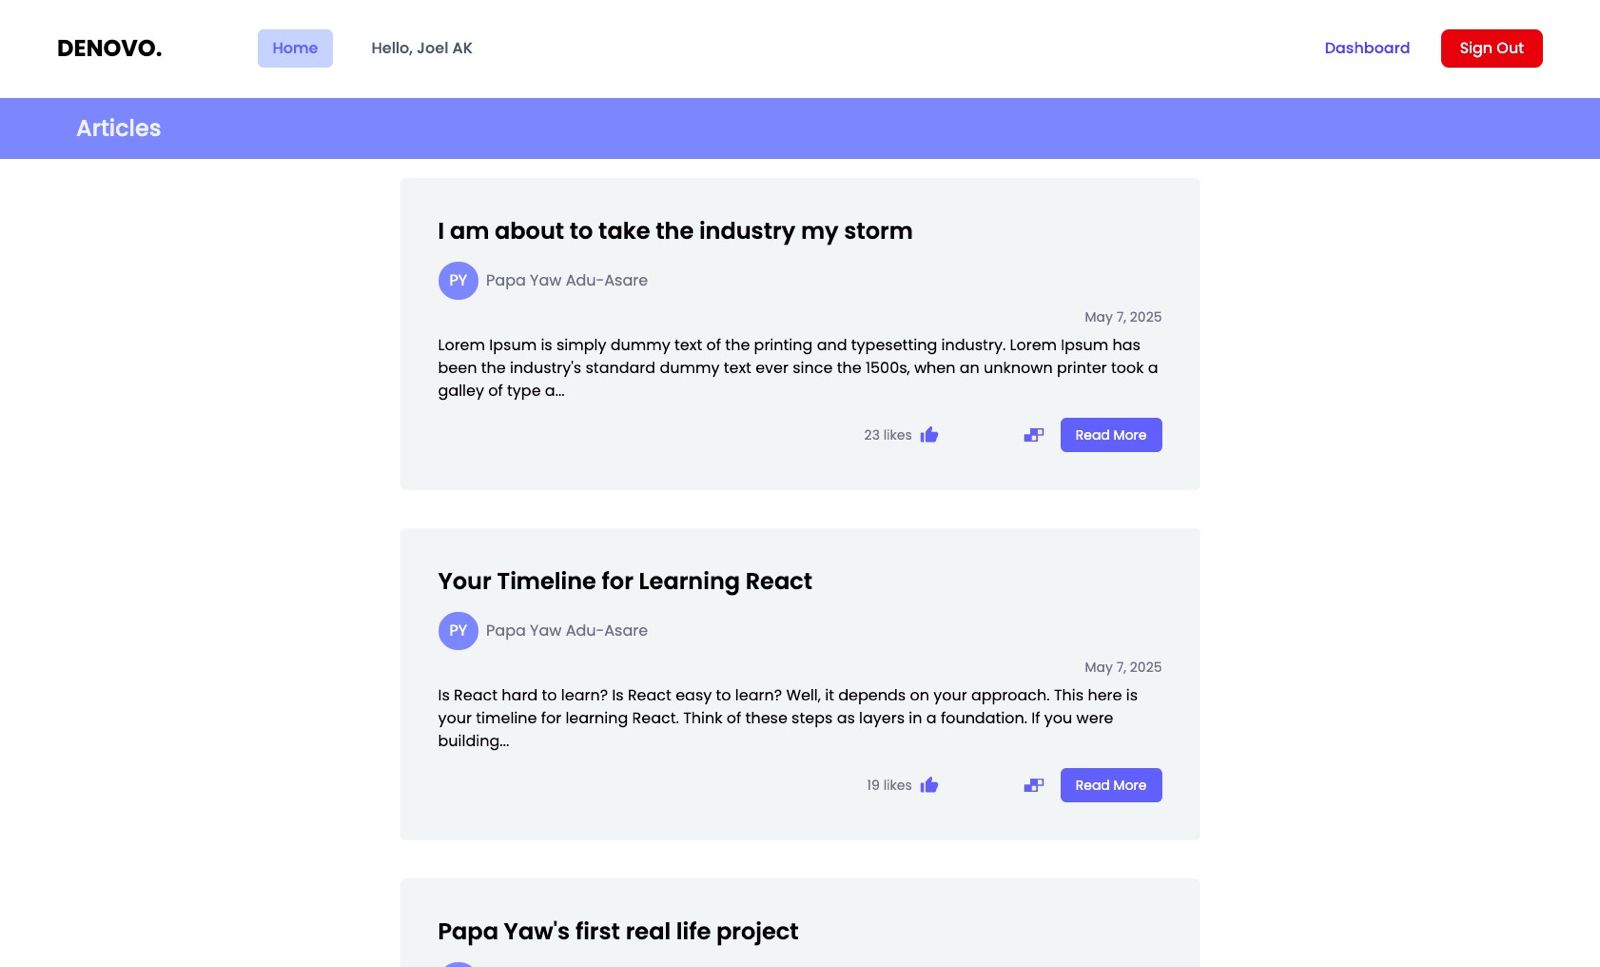 DENOVO.
Home
Hello, Joel AK
Dashboard
Sign Out
Articles
I am about to take the industry my storm
PY
Papa Yaw Adu-Asare
May 7, 2025
Lorem Ipsum is simply dummy text of the printing and typesetting industry. Lorem Ipsum has
been the industry's standard dummy text ever since the 1500s, when an unknown printer took a
galley of type a...
23 likes
Read More
Your Timeline for Learning React
PY
Papa Yaw Adu-Asare
May 7, 2025
Is React hard to learn? Is React easy to learn? Well, it depends on your approach. This here is
your timeline for learning React. Think of these steps as layers in a foundation. If you were
building...
19 likes
Read More
Papa Yaw's first real life project